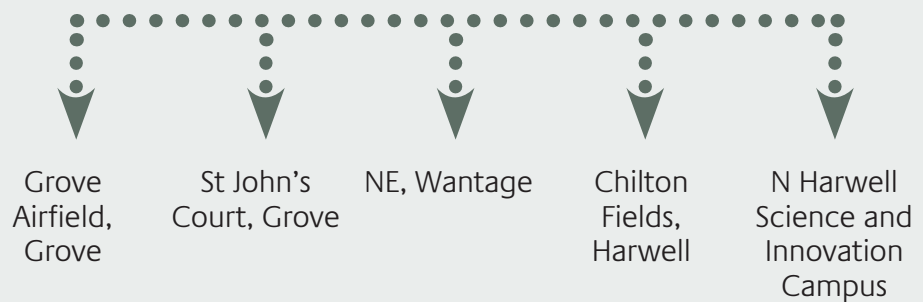 Grove
Airfield,
Grove
St John’s
Court, Grove
NE, Wantage
Chilton
Fields,
Harwell
N Harwell
Science and
Innovation
Campus